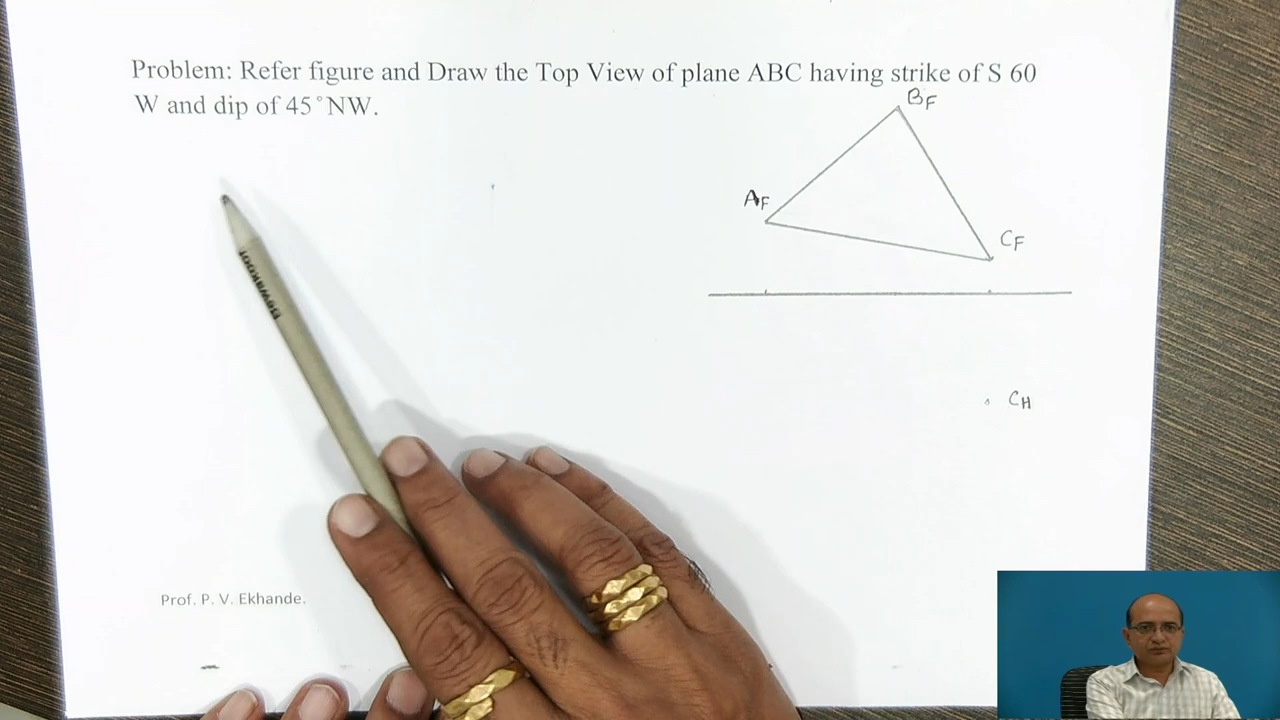 Problem: Refer figure and Draw the Top View of plane ABC having strike of S 60
W and dip of 45°NW.
BF
AF
CF
CH
Prof. P. V. Ekhande.